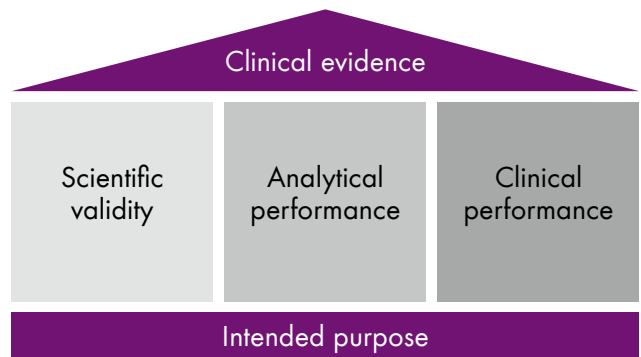 Clinical evidence
Scientific
validity
Analytical
performance
Clinical
performance
Intended purpose